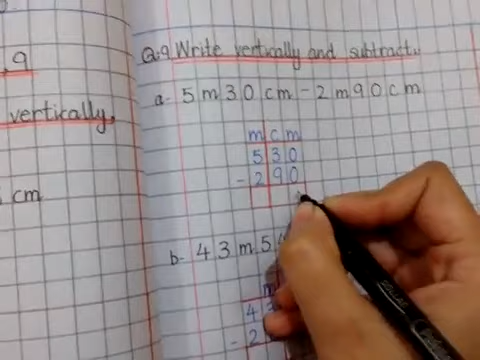 ,9
vertically.
cm
Q:9 Write vertically and subtract.
a- 5 m 3 0 cm - 2 m 9 0 c m
m c m
5 3 0
- 2 9 0
b- 4 3 m 5
4
- 2